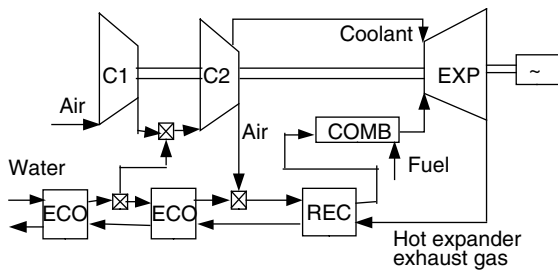 Coolant
C1
C2
EXP
~
Air
Air
COMB
Water
Fuel
ECO
ECO
REC
Hot expander
exhaust gas